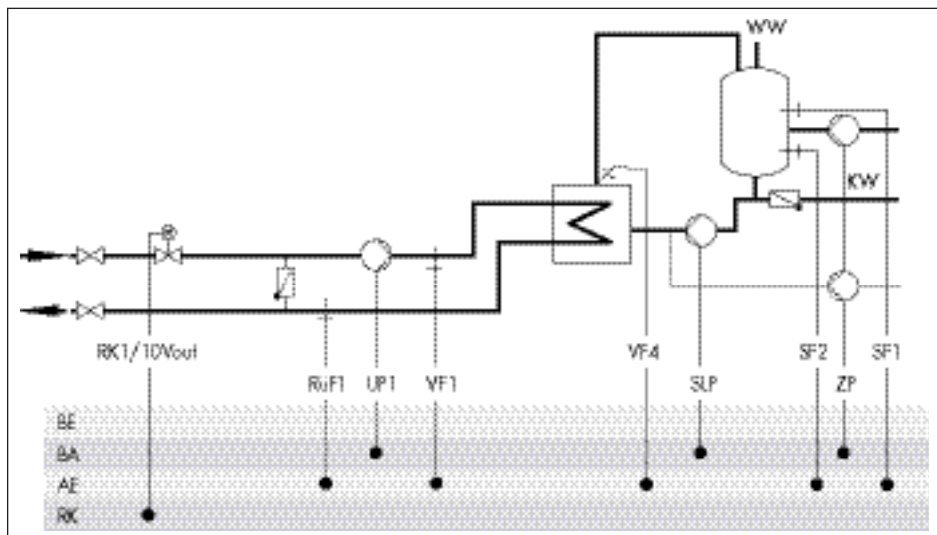 WW
KW
RK1/10Vout
RüF1
UP1
VF1
VF4
SLP
SF2
ZP
SF1
BE
BA
AE
RK